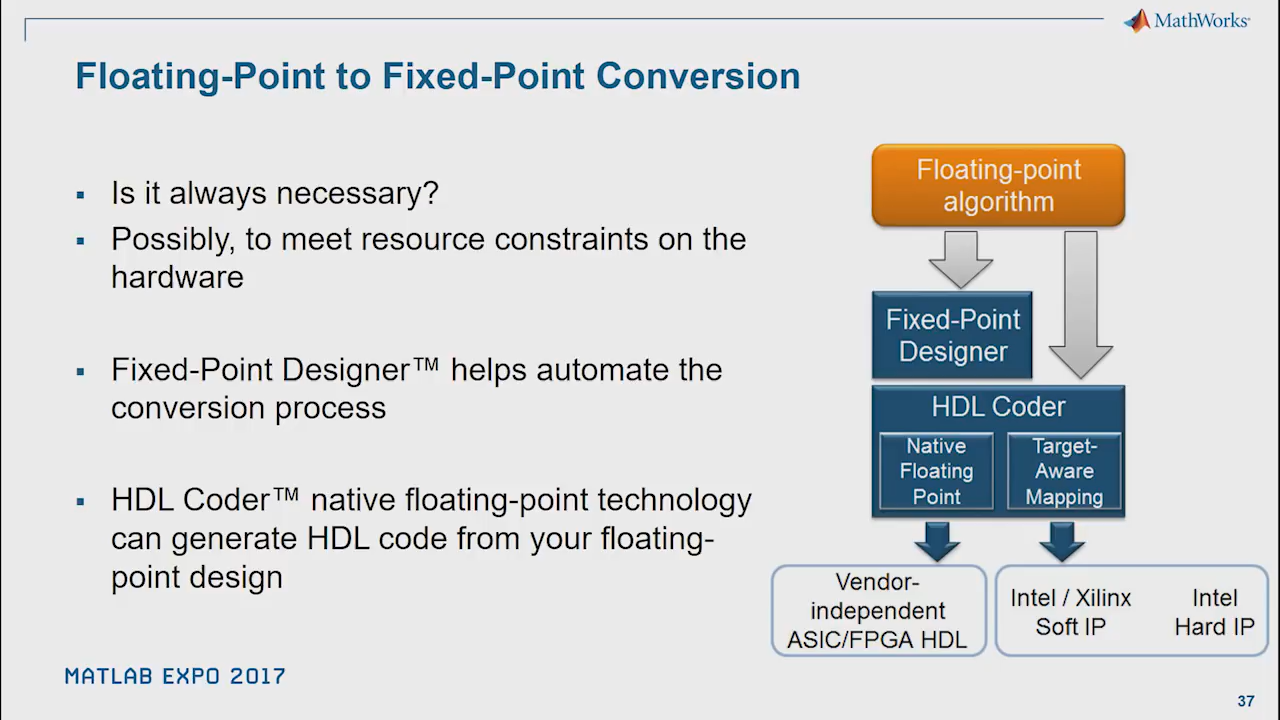 MathWorks®
Floating-Point to Fixed-Point Conversion
▪ Is it always necessary?
▪ Possibly, to meet resource constraints on the
hardware
▪ Fixed-Point Designer™ helps automate the
conversion process
▪ HDL Coder™ native floating-point technology
can generate HDL code from your floating-
point design
Floating-point
algorithm
Fixed-Point
Designer
HDL Coder
Native
Floating
Point
Target-
Aware
Mapping
Vendor-
independent
ASIC/FPGA HDL
Intel / Xilinx
Soft IP
Intel
Hard IP
MATLAB EXPO 2017
37